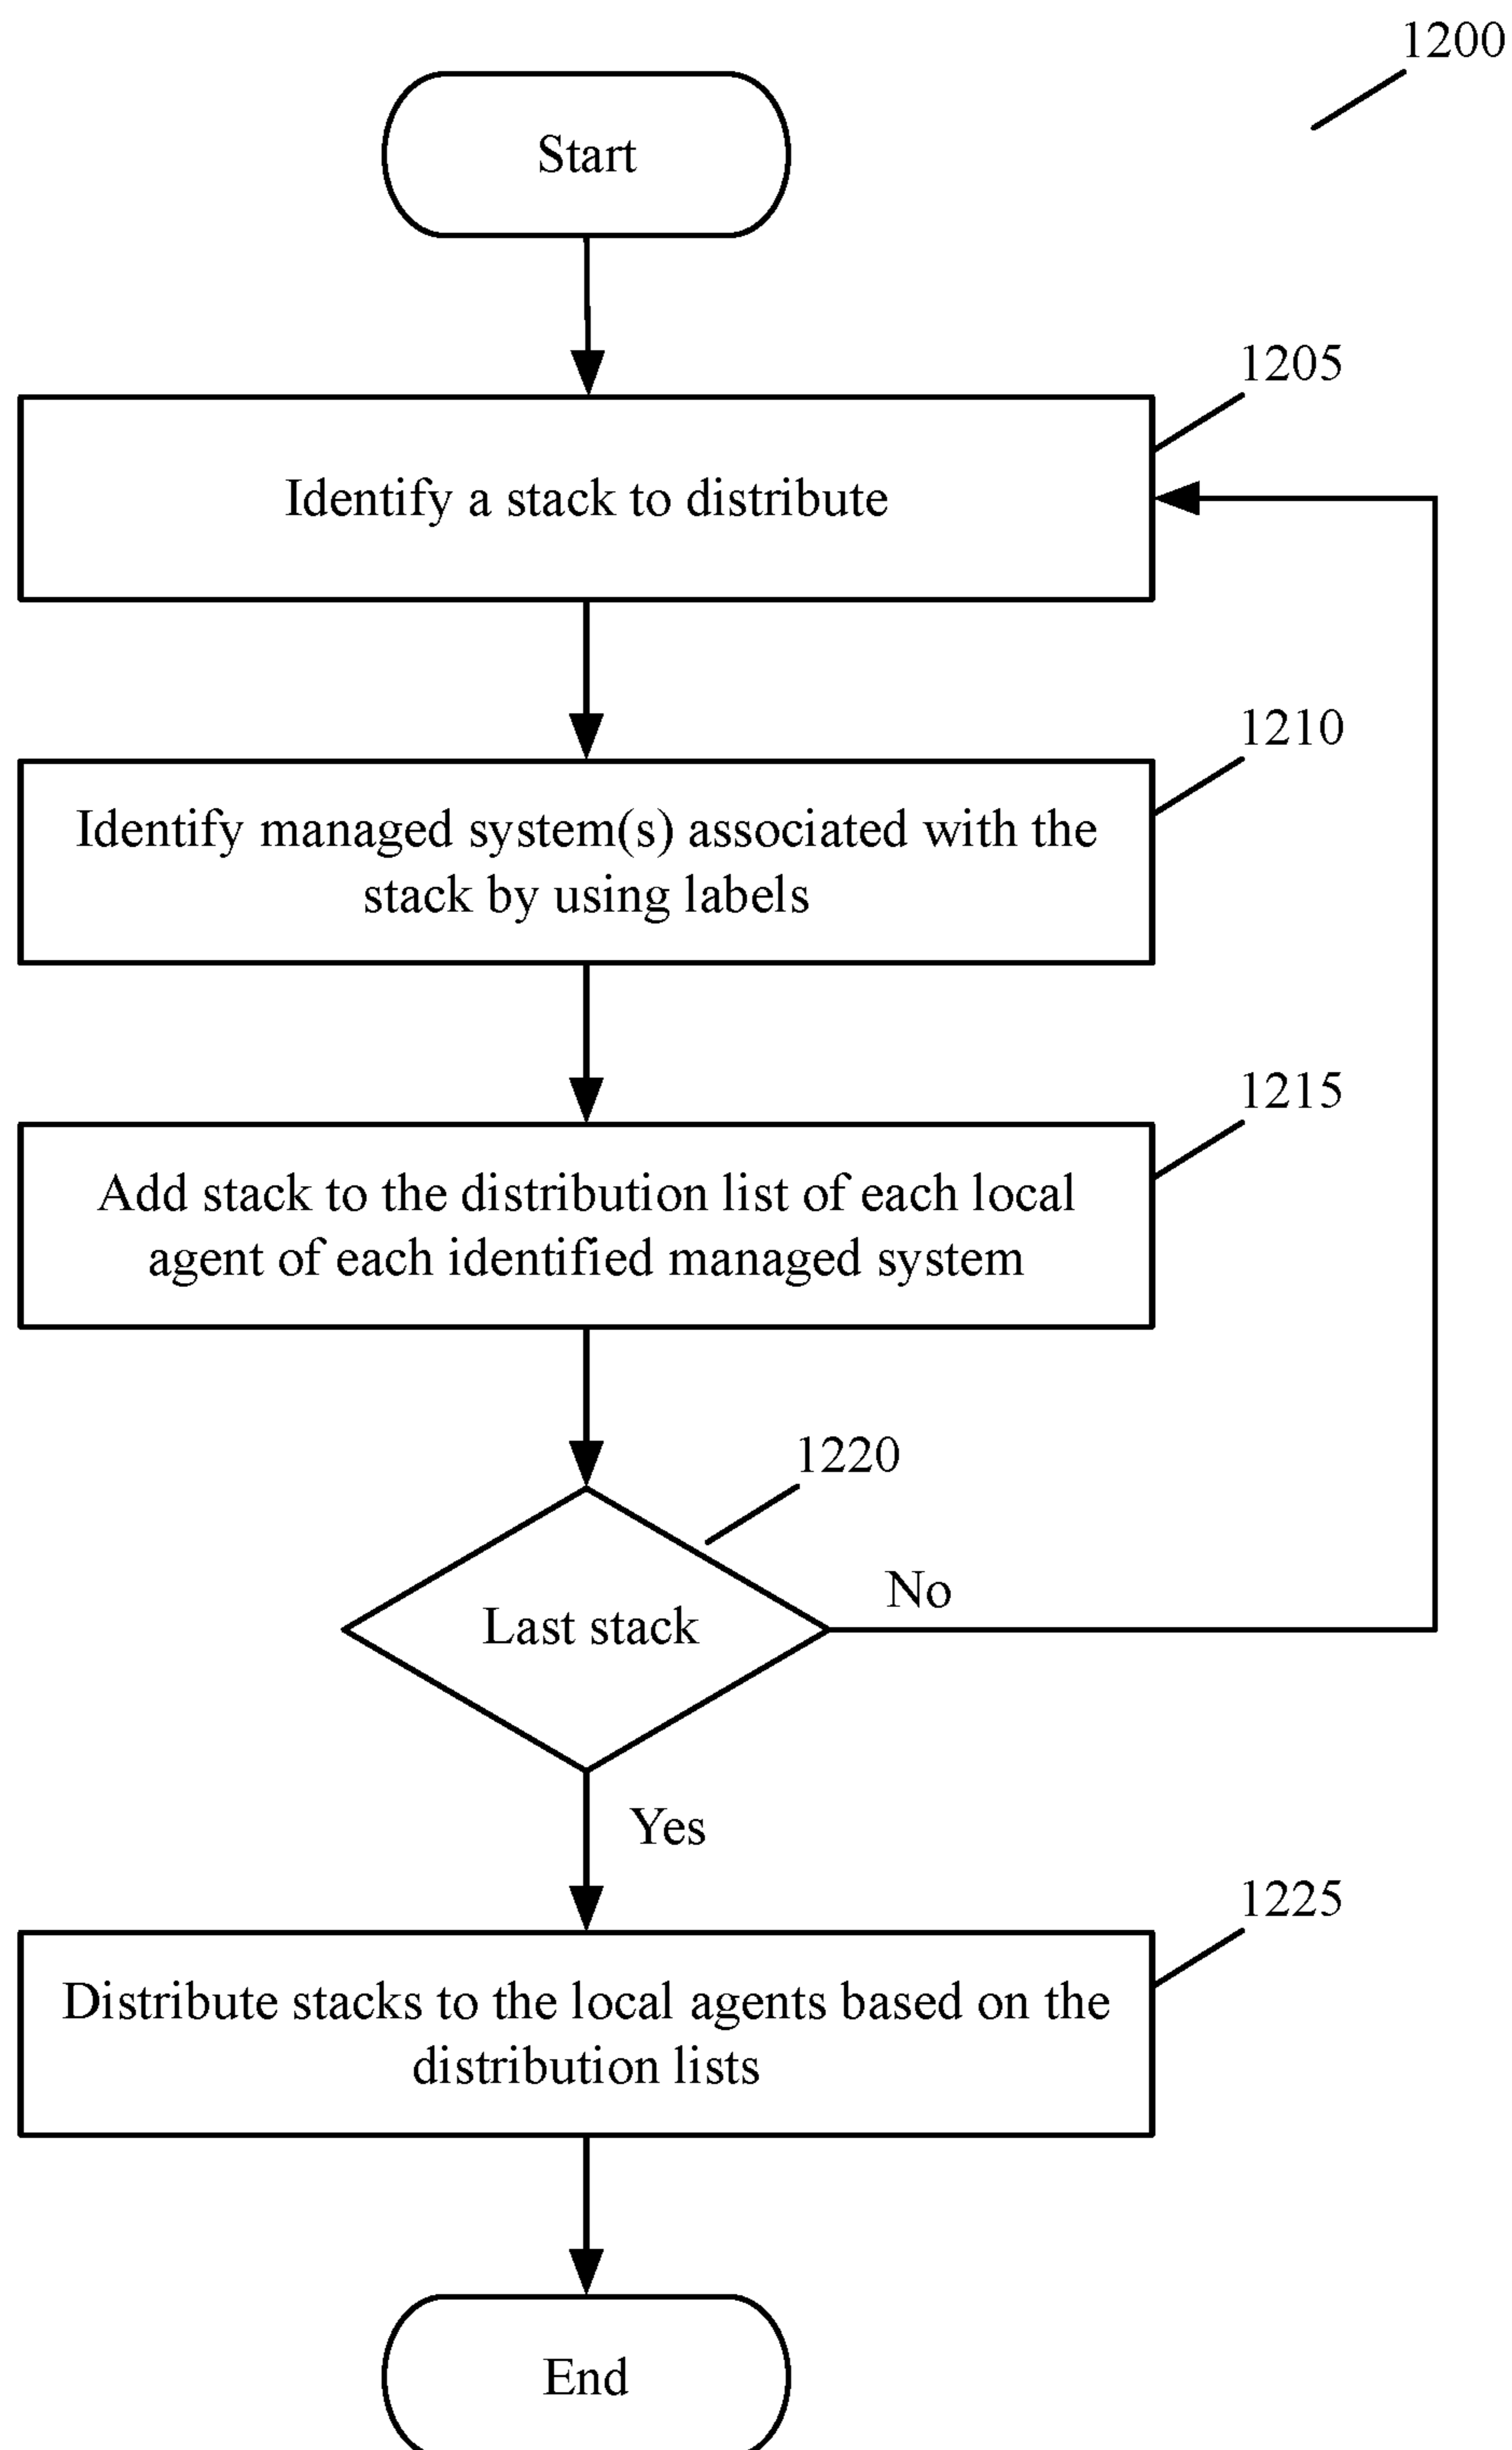 1200
Start
1205
Identify a stack to distribute
1210
Identify managed system(s) associated with the
stack by using labels
1215
Add stack to the distribution list of each local
agent of each identified managed system
1220
Last stack
No
Yes
1225
Distribute stacks to the local agents based on the
distribution lists
End